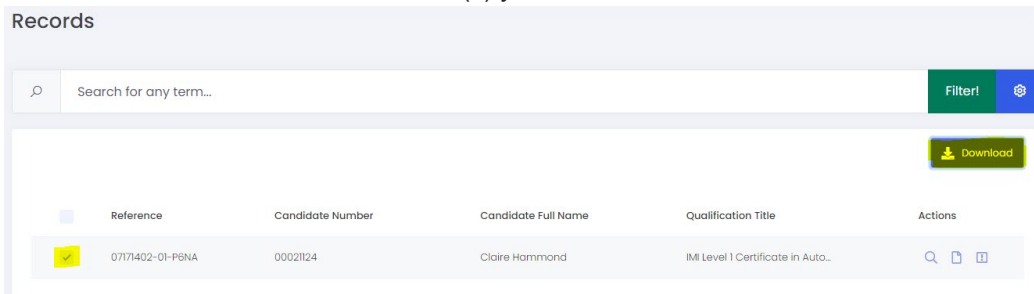 Records
Search for any term...
Filter!
Download
Reference Candidate Number Candidate Full Name Qualification Title Actions
07171402-01-P6NA 00021124 Claire Hammond IMI Level 1 Certificate in Auto...